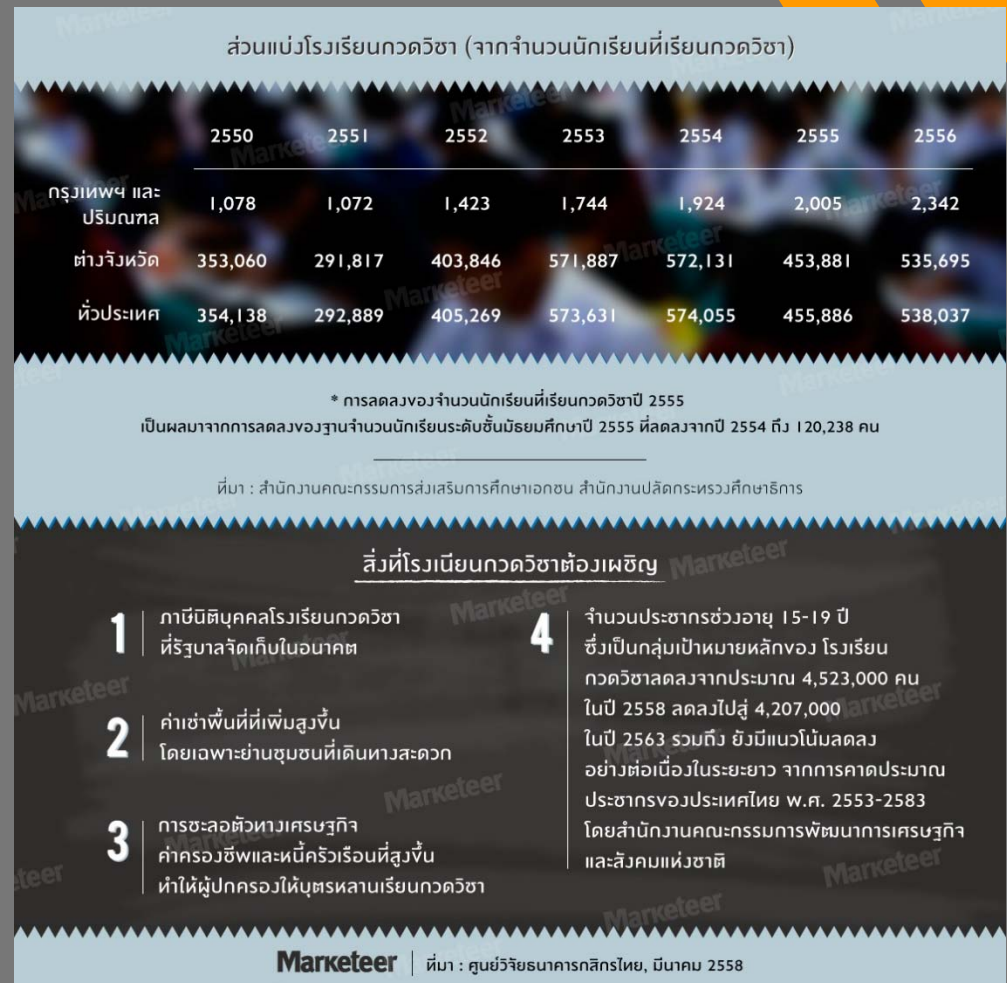 ส่วนแบ่งโรงเรียนกวดวิชา (จากจำนวนนักเรียนที่เรียนกวดวิชา)
2550 2551 2552 2553 2554 2555 2556
กรุงเทพฯ และ
ปริมณฑล 1,078 1,072 1,423 1,744 1,924 2,005 2,342
ต่างจังหวัด 353,060 291,817 403,846 571,887 572,131 453,881 535,695
ทั่วประเทศ 354,138 292,889 405,269 573,631 574,055 455,886 538,037
* การลดลงของจำนวนนักเรียนที่เรียนกวดวิชาปี 2555
เป็นผลมาจากการลดลงของฐานจำนวนนักเรียนระดับชั้นมัธยมศึกษาปี 2555 ที่ลดลงจากปี 2554 ถึง 120,238 คน
ที่มา : สำนักงานคณะกรรมการส่งเสริมการศึกษาเอกชน สำนักงานปลัดกระทรวงศึกษาธิการ
สิ่งที่โรงเนียนกวดวิชาต้องเผชิญ
1 ภาษีนิติบุคคลโรงเรียนกวดวิชา
ที่รัฐบาลจัดเก็บในอนาคต
2 ค่าเช่าพื้นที่ที่เพิ่มสูงขึ้น
โดยเฉพาะย่านชุมชนที่เดินทางสะดวก
3 การชะลอตัวทางเศรษฐกิจ
ค่าครองชีพและหนี้ครัวเรือนที่สูงขึ้น
ทำให้ผู้ปกครองให้บุตรหลานเรียนกวดวิชา
4 จำนวนประชากรช่วงอายุ 15-19 ปี
ซึ่งเป็นกลุ่มเป้าหมายหลักของ โรงเรียน
กวดวิชาลดลงจากประมาณ 4,523,000 คน
ในปี 2558 ลดลงไปสู่ 4,207,000
ในปี 2563 รวมถึง ยังมีแนวโน้มลดลง
อย่างต่อเนื่องในระยะยาว จากการคาดประมาณ
ประชากรของประเทศไทย พ.ศ. 2553-2583
โดยสำนักงานคณะกรรมการพัฒนาการเศรษฐกิจ
และสังคมแห่งชาติ
Marketeer | ที่มา : ศูนย์วิจัยธนาคารกสิกรไทย, มีนาคม 2558